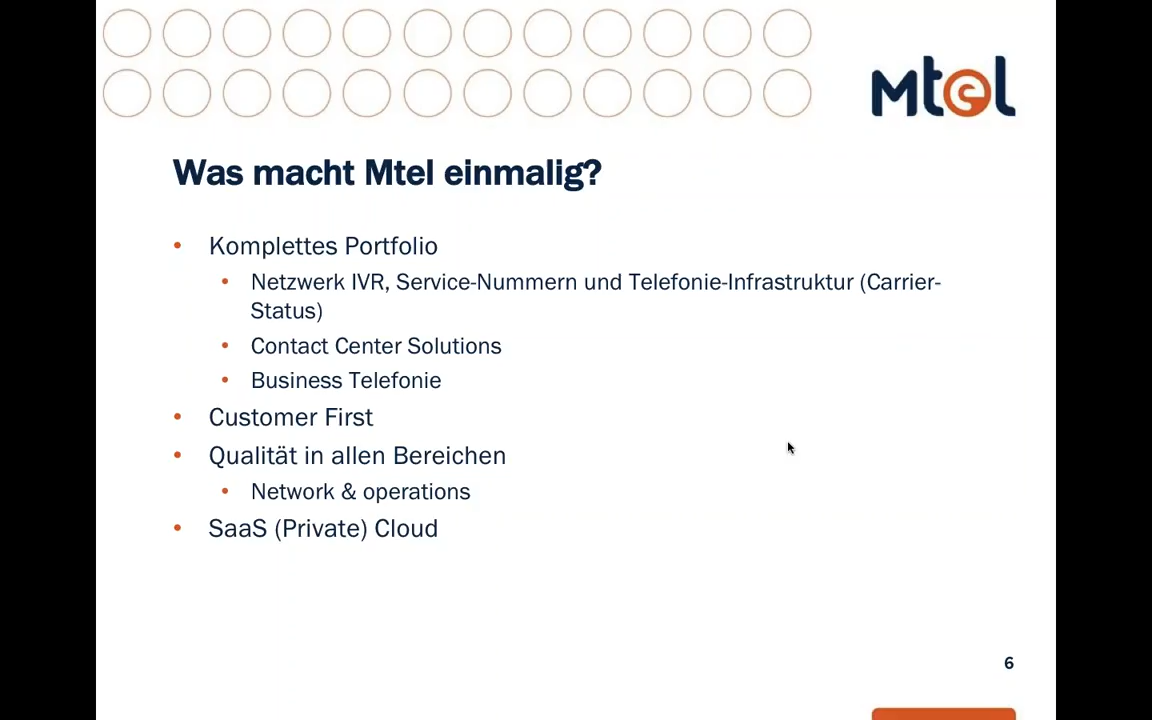 Mtel
Was macht Mtel einmalig?
• Komplettes Portfolio
• Netzwerk IVR, Service-Nummern und Telefonie-Infrastruktur (Carrier-
Status)
• Contact Center Solutions
• Business Telefonie
• Customer First
• Qualität in allen Bereichen
• Network & operations
• SaaS (Private) Cloud
6